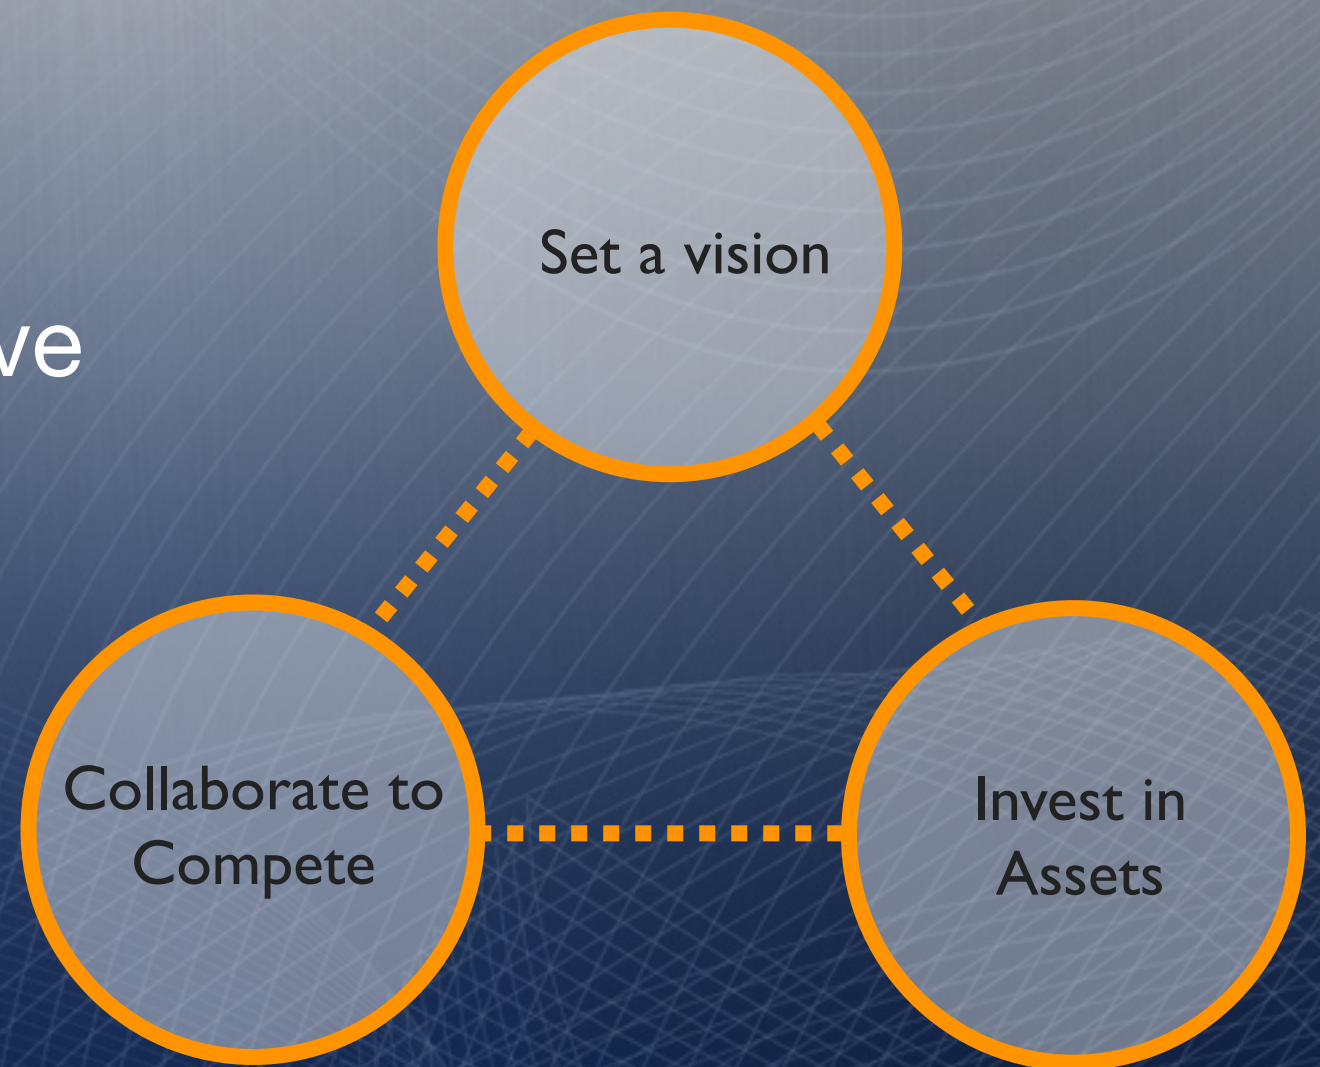 Set a vision
ve
Collaborate to
Compete
Invest in
Assets